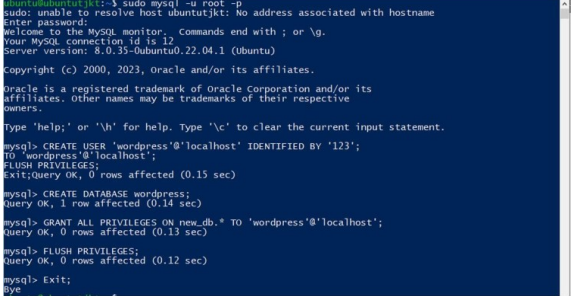 ubuntu@ubuntutjkt:~$ sudo mysql -u root -p
sudo: unable to resolve host ubuntutjkt: No address associated with hostname
Enter password:
Welcome to the MySQL monitor.  Commands end with ; or \g.
Your MySQL connection id is 12
Server version: 8.0.35-0ubuntu0.22.04.1 (Ubuntu)
Copyright (c) 2000, 2023, Oracle and/or its affiliates.
Oracle is a registered trademark of Oracle Corporation and/or its
affiliates. Other names may be trademarks of their respective
owners.
Type 'help;' or '\h' for help. Type '\c' to clear the current input statement.
mysql> CREATE USER 'wordpress'@'localhost' IDENTIFIED BY '123';
TO 'wordpress'@'localhost';
FLUSH PRIVILEGES;
Exit;Query OK, 0 rows affected (0.15 sec)
mysql> CREATE DATABASE wordpress;
Query OK, 1 row affected (0.14 sec)
mysql> GRANT ALL PRIVILEGES ON new_db.* TO 'wordpress'@'localhost';
Query OK, 0 rows affected (0.13 sec)
mysql> FLUSH PRIVILEGES;
Query OK, 0 rows affected (0.12 sec)
mysql> Exit;
Bye